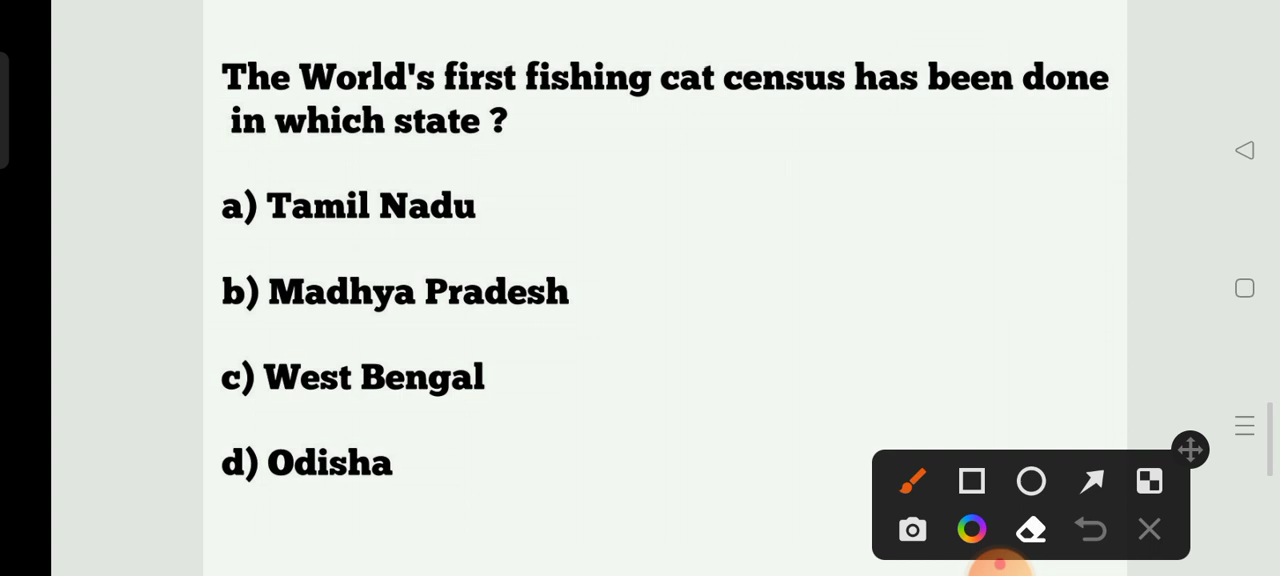 The World's first fishing cat census has been done
in which state ?
a) Tamil Nadu
b) Madhya Pradesh
c) West Bengal
d) Odisha